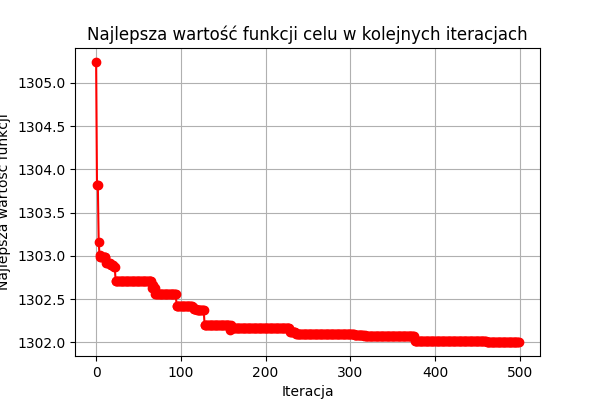 Najlepsza wartość funkcji celu w kolejnych iteracjach
Najlepsza wartość funkcji
1305.0
1304.5
1304.0
1303.5
1303.0
1302.5
1302.0
0 100 200 300 400 500
Iteracja